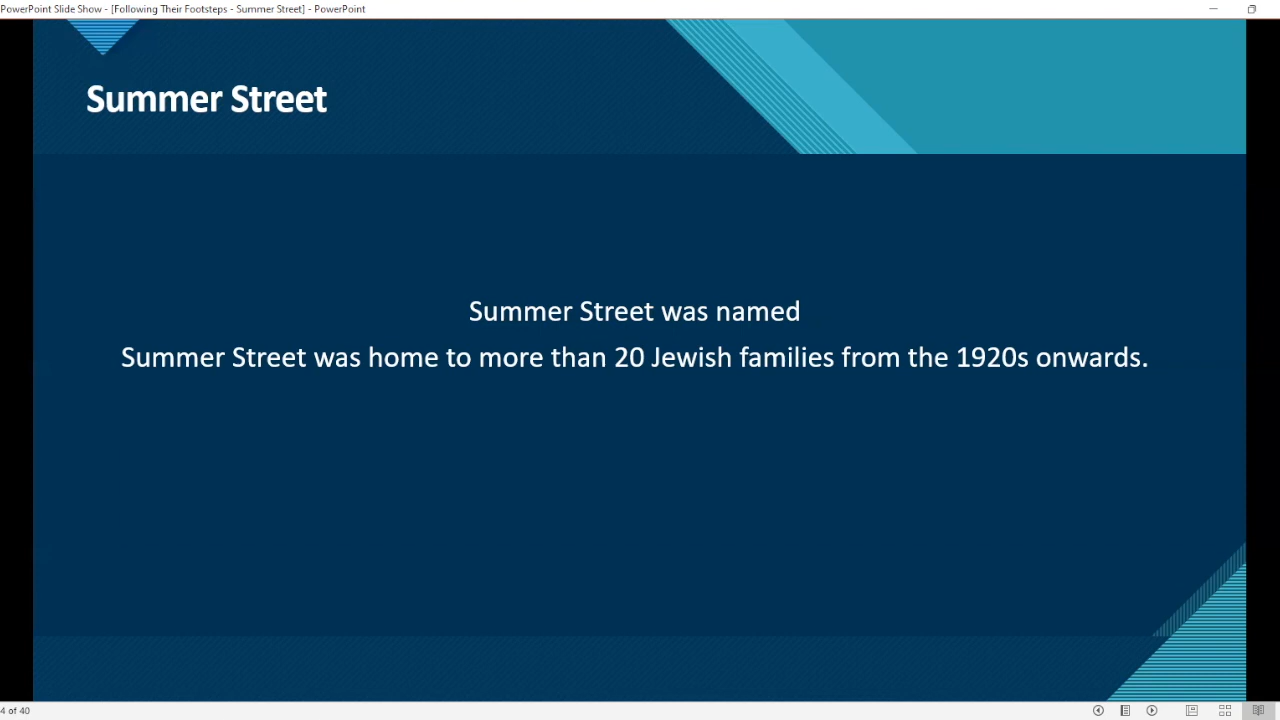 PowerPoint Slide Show - [Following Their Footsteps - Summer Street] - PowerPoint
Summer Street
Summer Street was named
Summer Street was home to more than 20 Jewish families from the 1920s onwards.
4 of 40